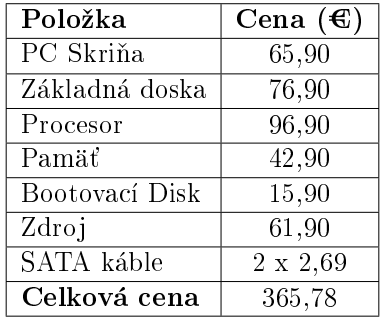 Položka Cena (€)
PC Skriňa 65,90
Základná doska 76,90
Procesor 96,90
Pamäť 42,90
Bootovací Disk 15,90
Zdroj 61,90
SATA káble 2 x 2,69
Celková cena 365,78